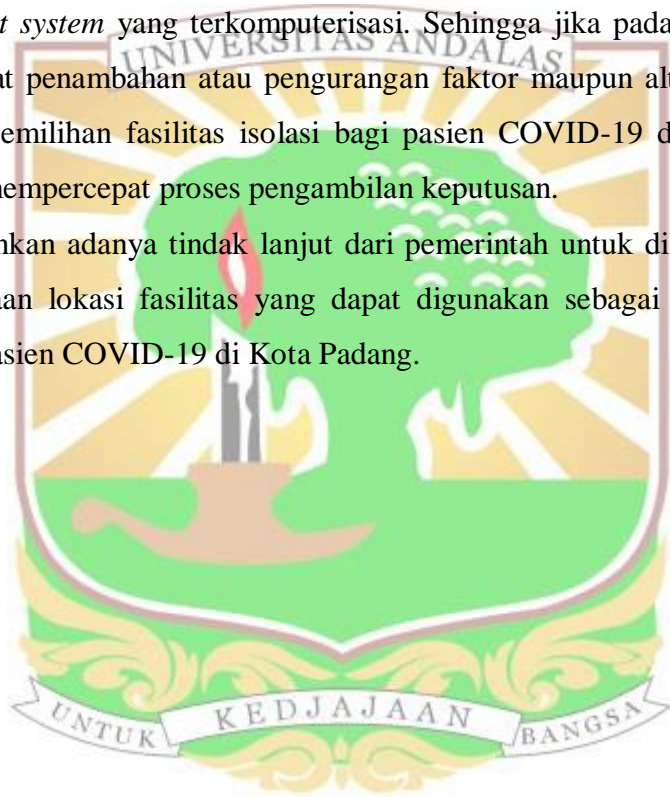 t system yang terkomputerisasi. Sehingga jika pada
UNIVERSITAS ANDALAS
at penambahan atau pengurangan faktor maupun alt
emilihan fasilitas isolasi bagi pasien COVID-19 d
mempercepat proses pengambilan keputusan.
nkan adanya tindak lanjut dari pemerintah untuk di
aan lokasi fasilitas yang dapat digunakan sebagai
asien COVID-19 di Kota Padang.
UNTUK KEDJAJAAN BANGSA